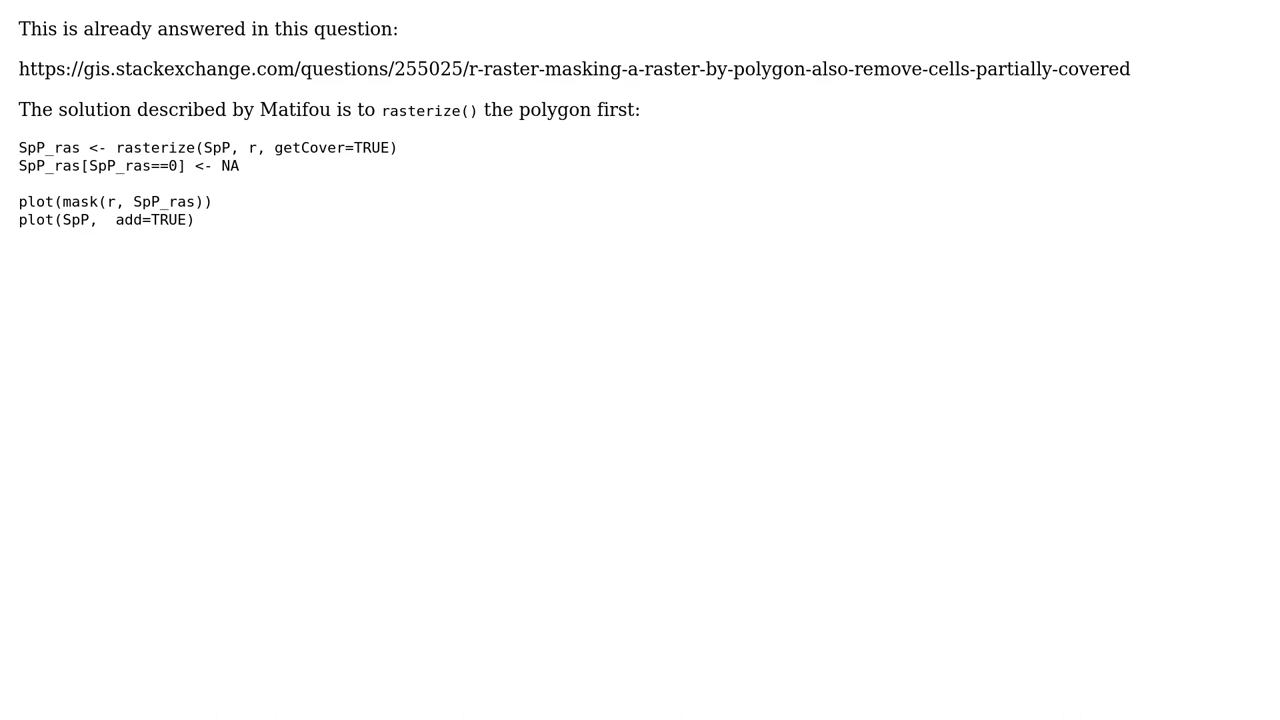 This is already answered in this question:
https://gis.stackexchange.com/questions/255025/r-raster-masking-a-raster-by-polygon-also-remove-cells-partially-covered
The solution described by Matifou is to rasterize() the polygon first:
SpP_ras <- rasterize(SpP, r, getCover=TRUE)
SpP_ras[SpP_ras==0] <- NA
plot(mask(r, SpP_ras))
plot(SpP,  add=TRUE)